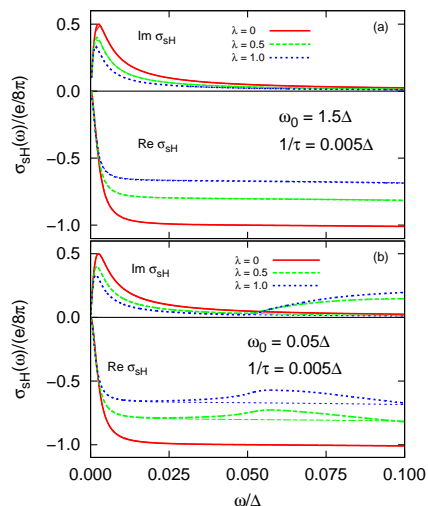 (a)
0.5
Im σsH
λ = 0
λ = 0.5
λ = 1.0
0.0
ω0 = 1.5Δ
1/τ = 0.005Δ
Re σsH
−0.5
−1.0
σsH(ω)/(e/8π)
(b)
0.5
Im σsH
λ = 0
λ = 0.5
λ = 1.0
0.0
ω0 = 0.05Δ
1/τ = 0.005Δ
Re σsH
−0.5
−1.0
σsH(ω)/(e/8π)
0.000 0.025 0.050 0.075 0.100
ω/Δ